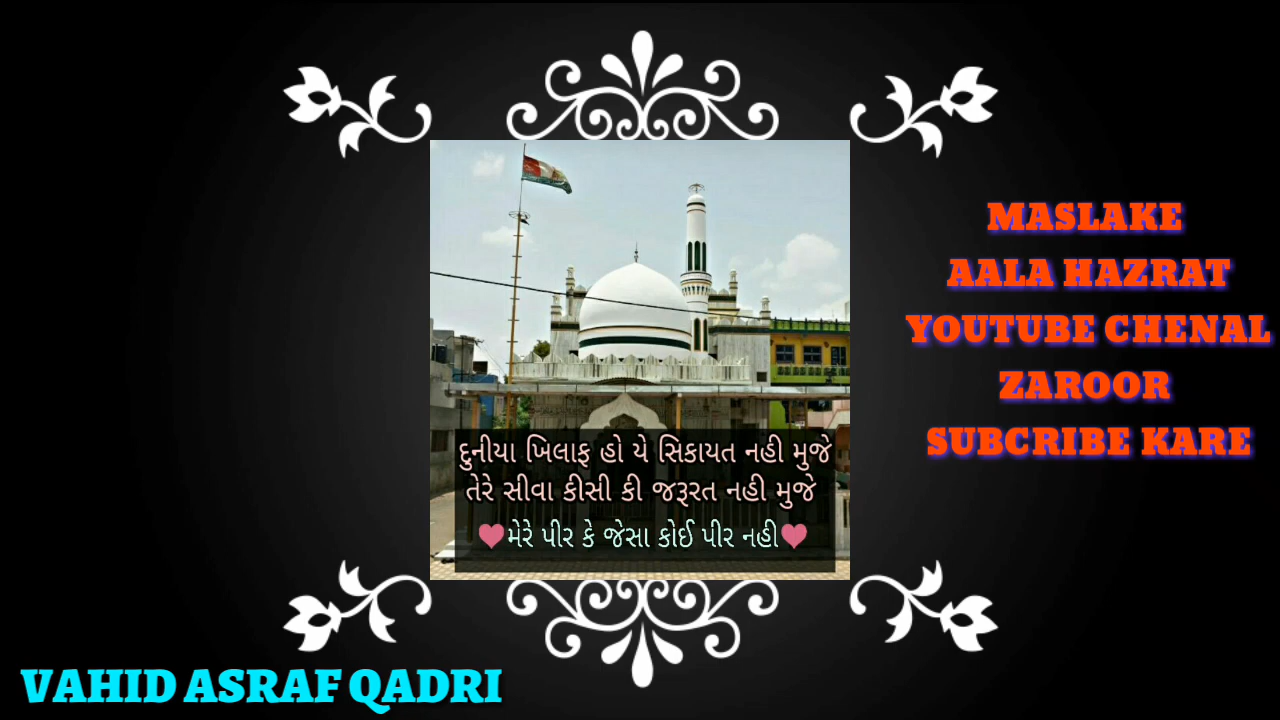 MASLAKE
AALA HAZRAT
YOUTUBE CHENAL
ZAROOR
SUBCRIBE KARE
દુનીયા ખિલાફ હો યે સિકાયત નહી મુજે
તેરે સીવા કીસી કી જરૂરત નહી મુજે
♥મેરે પીર કે જેસા કોઈ પીર નહી♥
VAHID ASRAF QADRI